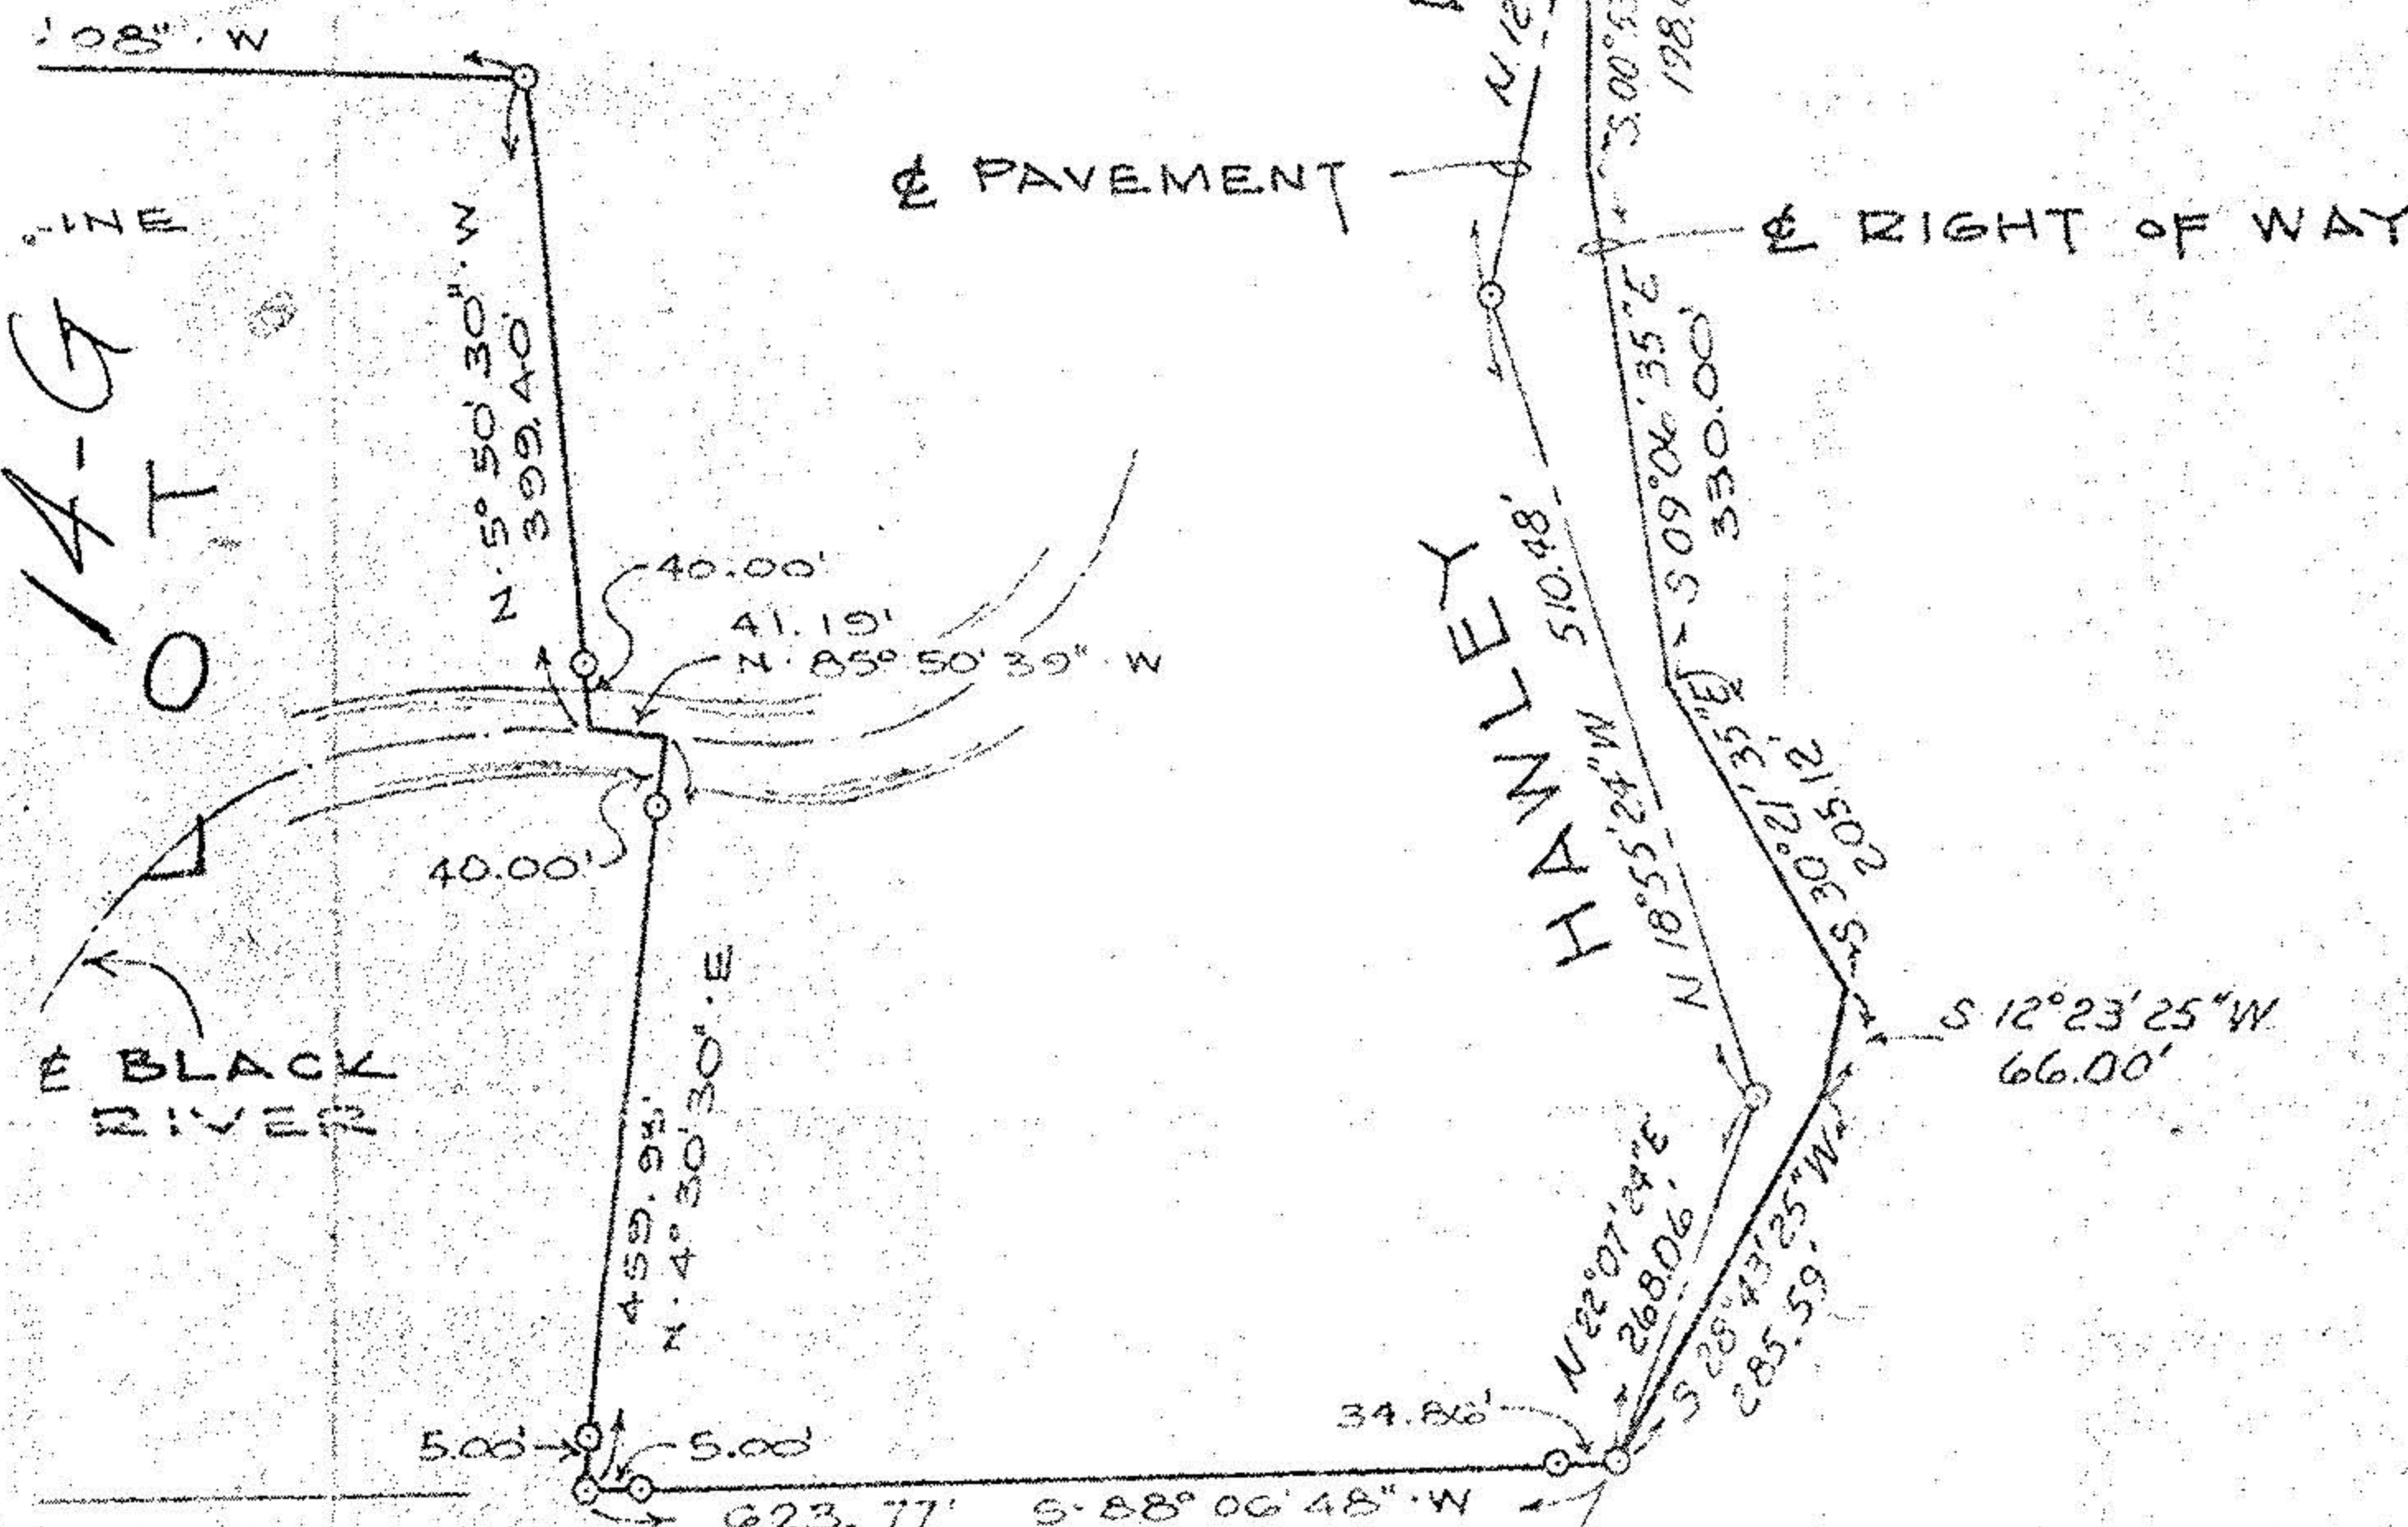 08" . W
℄ PAVEMENT
℄ RIGHT OF WAY
14-G
O T
N . 5° 50' 30" . W
399.40'
40.00'
41.19'
N . 85° 50' 39" . W
40.00'
℄ BLACK
RIVER
N . 4° 30' 30" . E
5.00'
5.00'
623.77' S . 88° 06' 48" . W
34.86'
HAWLEY
510.48'
N 18° 55' 24" W
N 22° 07' 24" E
268.06'
S 09° 06' 35" E
330.00'
S 30° 21' 35" E
205.12'
S 12° 23' 25" W
66.00'
S 28° 43' 25" W
285.59'